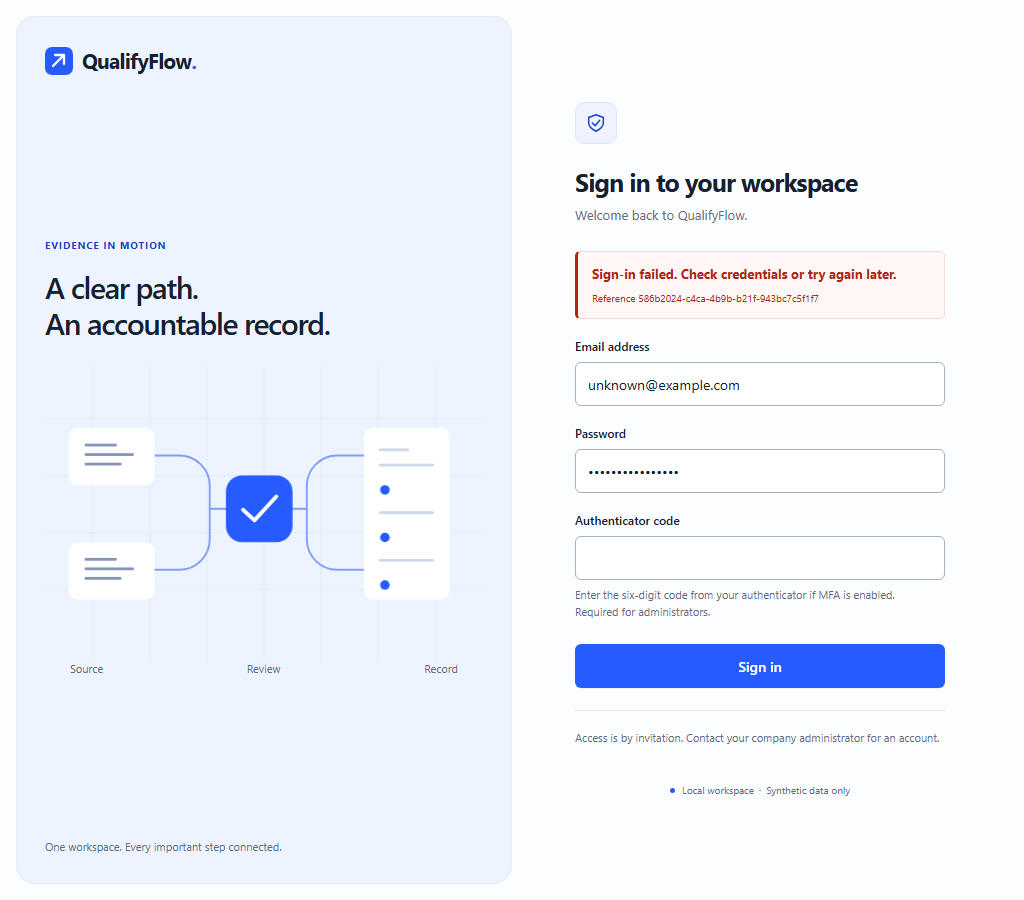 QualifyFlow.
EVIDENCE IN MOTION
A clear path.
An accountable record.
Source
Review
Record
One workspace. Every important step connected.
Sign in to your workspace
Welcome back to QualifyFlow.
Sign-in failed. Check credentials or try again later.
Reference 586b2024-c4ca-4b9b-b21f-943bc7c5f1f7
Email address
unknown@example.com
Password
••••••••••••••••
Authenticator code
Enter the six-digit code from your authenticator if MFA is enabled.
Required for administrators.
Sign in
Access is by invitation. Contact your company administrator for an account.
Local workspace · Synthetic data only